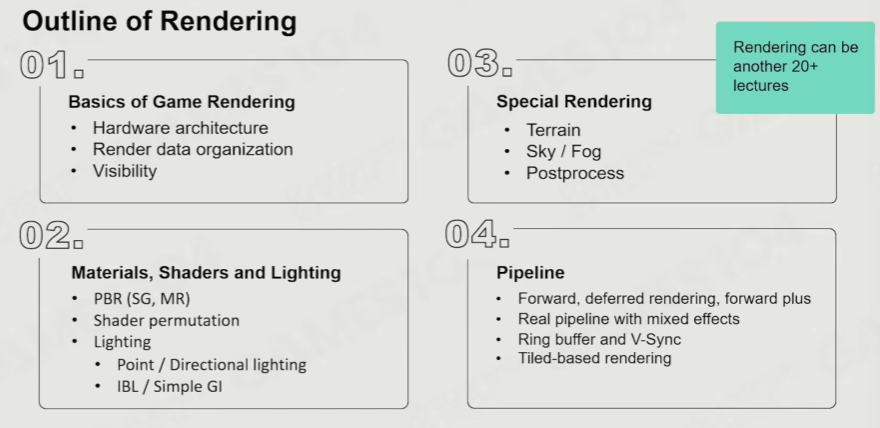 Outline of Rendering
01.
Basics of Game Rendering
• Hardware architecture
• Render data organization
• Visibility
02.
Materials, Shaders and Lighting
• PBR (SG, MR)
• Shader permutation
• Lighting
• Point / Directional lighting
• IBL / Simple GI
03.
Special Rendering
• Terrain
• Sky / Fog
• Postprocess
Rendering can be
another 20+
lectures
04.
Pipeline
• Forward, deferred rendering, forward plus
• Real pipeline with mixed effects
• Ring buffer and V-Sync
• Tiled-based rendering